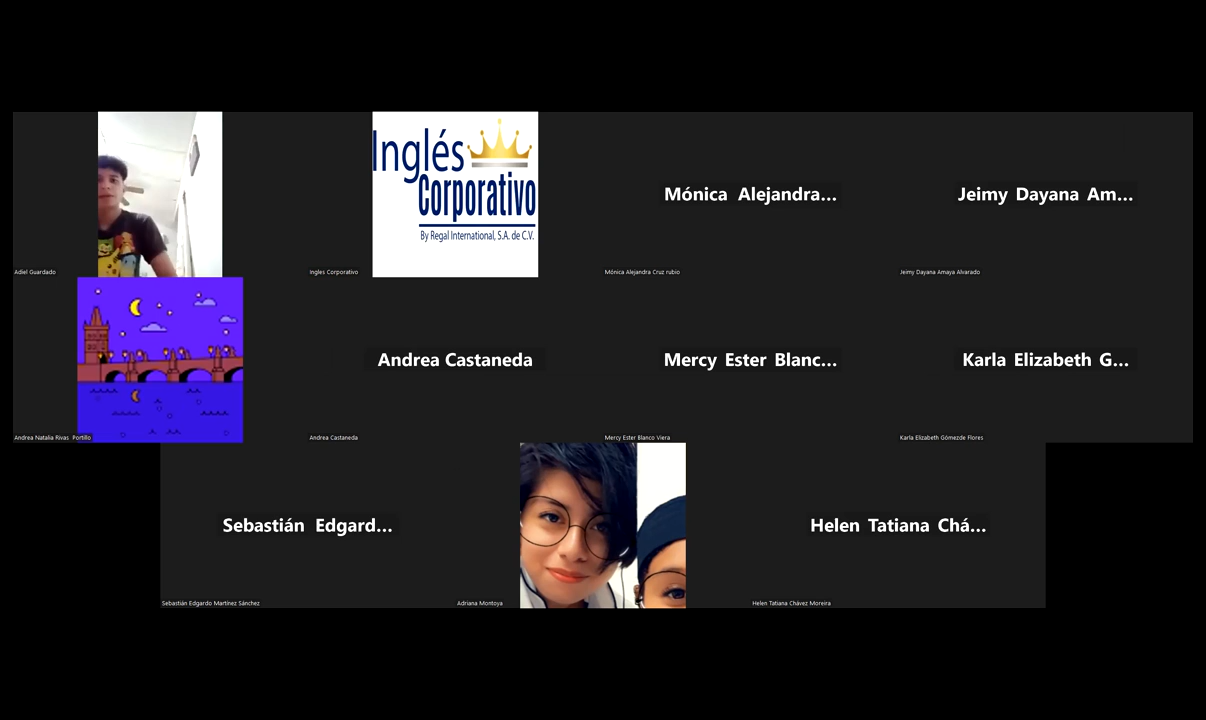 Inglés
Corporativo
By Regal International, S.A. de C.V.
Mónica Alejandra...
Jeimy Dayana Am...
Adiel Guardado
Ingles Corporativo
Mónica Alejandra Cruz rubio
Jeimy Dayana Amaya Alvarado
Andrea Castaneda
Mercy Ester Blanc...
Karla Elizabeth G...
Andrea Natalia Rivas Portillo
Andrea Castaneda
Mercy Ester Blanco Viera
Karla Elizabeth Gómezde Flores
Sebastián Edgard...
Helen Tatiana Chá...
Sebastián Edgardo Martínez Sánchez
Adriana Montoya
Helen Tatiana Chávez Moreira